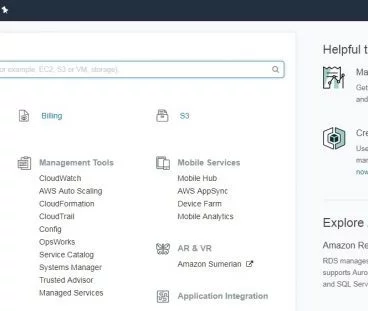 or example, EC2, S3 or VM, storage)
Helpful t
Billing
S3
Management Tools
CloudWatch
AWS Auto Scaling
CloudFormation
CloudTrail
Config
OpsWorks
Service Catalog
Systems Manager
Trusted Advisor
Managed Services
Mobile Services
Mobile Hub
AWS AppSync
Device Farm
Mobile Analytics
AR & VR
Amazon Sumerian
Application Integration
Ma
Get
and
Cre
Use
mac
now
Explore
Amazon Re
RDS manages
supports Auro
and SQL Serv